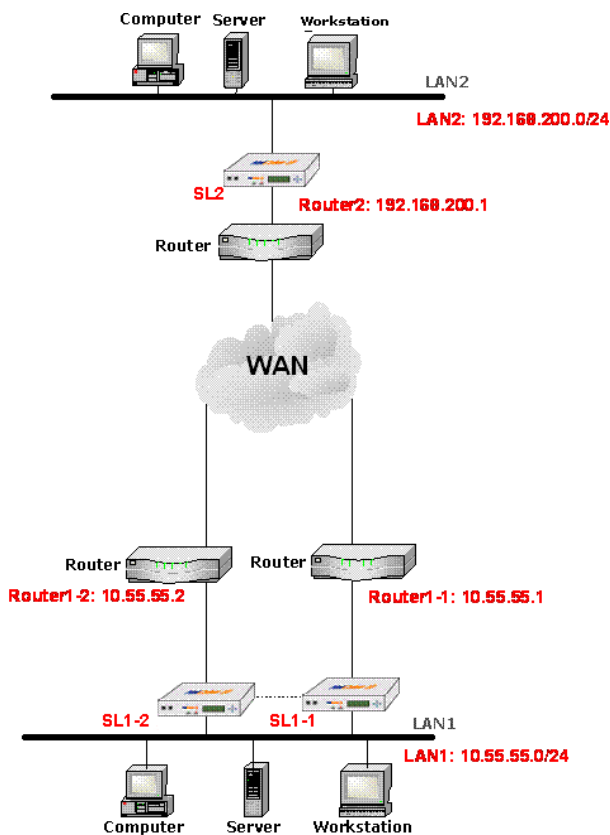 Computer Server Workstation
LAN2
LAN2: 192.168.200.0/24
SL2
Router2: 192.168.200.1
Router
WAN
Router
Router
Router1-2: 10.55.55.2
Router1-1: 10.55.55.1
SL1-2
SL1-1
LAN1
LAN1: 10.55.55.0/24
Computer Server Workstation